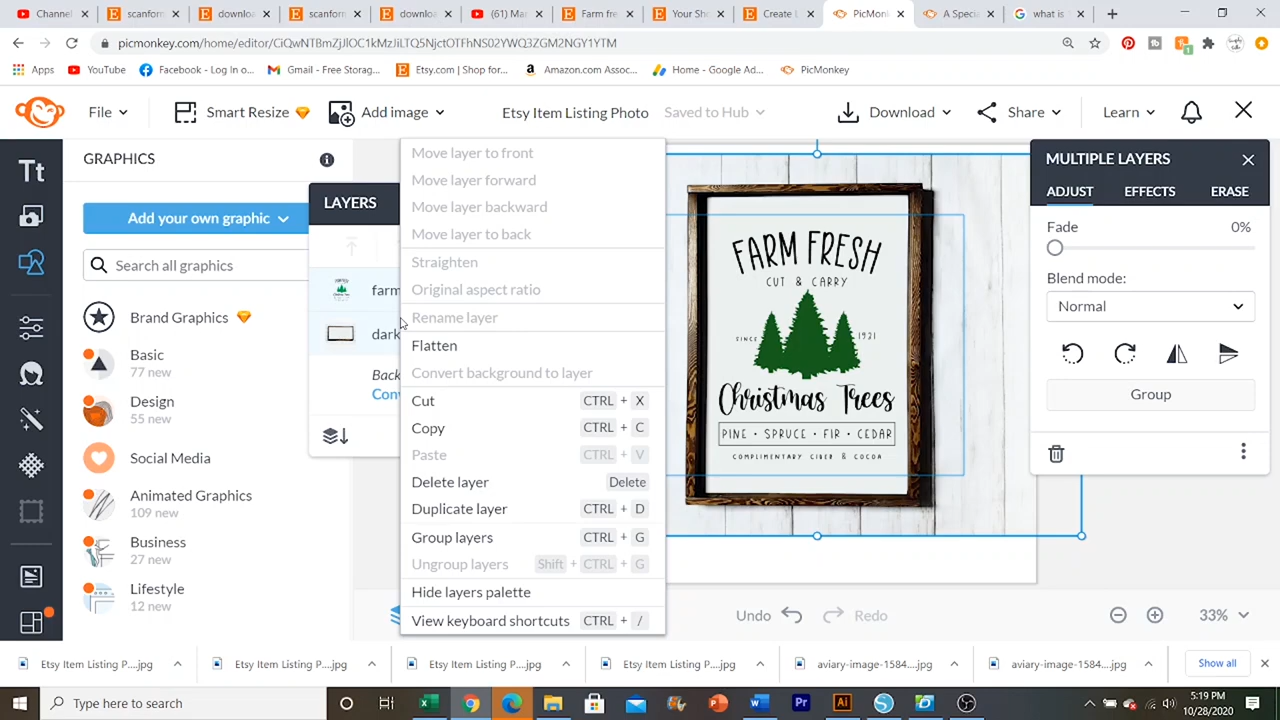 Channel
scanform
downloa
scanform
downloa
(61) Mar
Farm fre
Your Sho
Create L
PicMonk
A Specia
what is
picmonkey.com/home/editor/CiQwNTBmZjJlOC1kMzJiLTQ5NjctOTFhNS02YWQ3ZGM2NGY1YTM
Apps YouTube Facebook - Log In o... Gmail - Free Storag... Etsy.com | Shop for... Amazon.com Assoc... Home - Google Ad... PicMonkey
File Smart Resize Add image Etsy Item Listing Photo Saved to Hub Download Share Learn
Tt
GRAPHICS
Add your own graphic
Search all graphics
Brand Graphics
Basic
77 new
Design
55 new
Social Media
Animated Graphics
109 new
Business
27 new
Lifestyle
12 new
LAYERS
farm
dark
Back
Con
Move layer to front
Move layer forward
Move layer backward
Move layer to back
Straighten
Original aspect ratio
Rename layer
Flatten
Convert background to layer
Cut CTRL + X
Copy CTRL + C
Paste CTRL + V
Delete layer Delete
Duplicate layer CTRL + D
Group layers CTRL + G
Ungroup layers Shift + CTRL + G
Hide layers palette
View keyboard shortcuts CTRL + /
FARM FRESH
CUT & CARRY
SINCE 1921
Christmas Trees
PINE • SPRUCE • FIR • CEDAR
COMPLIMENTARY CIDER & COCOA
MULTIPLE LAYERS
ADJUST EFFECTS ERASE
Fade 0%
Blend mode:
Normal
Group
Undo Redo 33%
Etsy Item Listing P....jpg Etsy Item Listing P....jpg Etsy Item Listing P....jpg Etsy Item Listing P....jpg aviary-image-1584....jpg aviary-image-1584....jpg Show all
Type here to search
5:19 PM
10/28/2020